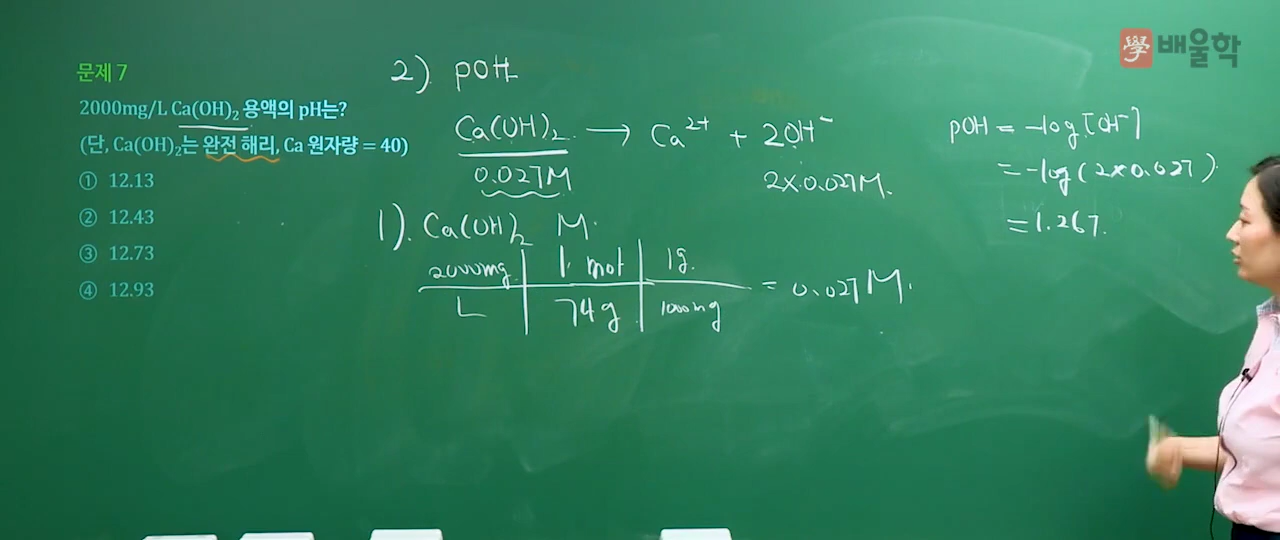 學 배울학
문제 7
2000mg/L Ca(OH)₂ 용액의 pH는?
(단, Ca(OH)₂는 완전 해리, Ca 원자량 = 40)
① 12.13
② 12.43
③ 12.73
④ 12.93
2). pOH
Ca(OH)₂ → Ca²⁺ + 2OH⁻
0.027M 2×0.027M.
1). Ca(OH)₂ M.
2000mg 1 mol 1g.
L 74g 1000mg
= 0.027M.
pOH = -log[OH⁻]
= -log(2×0.027).
= 1.267.